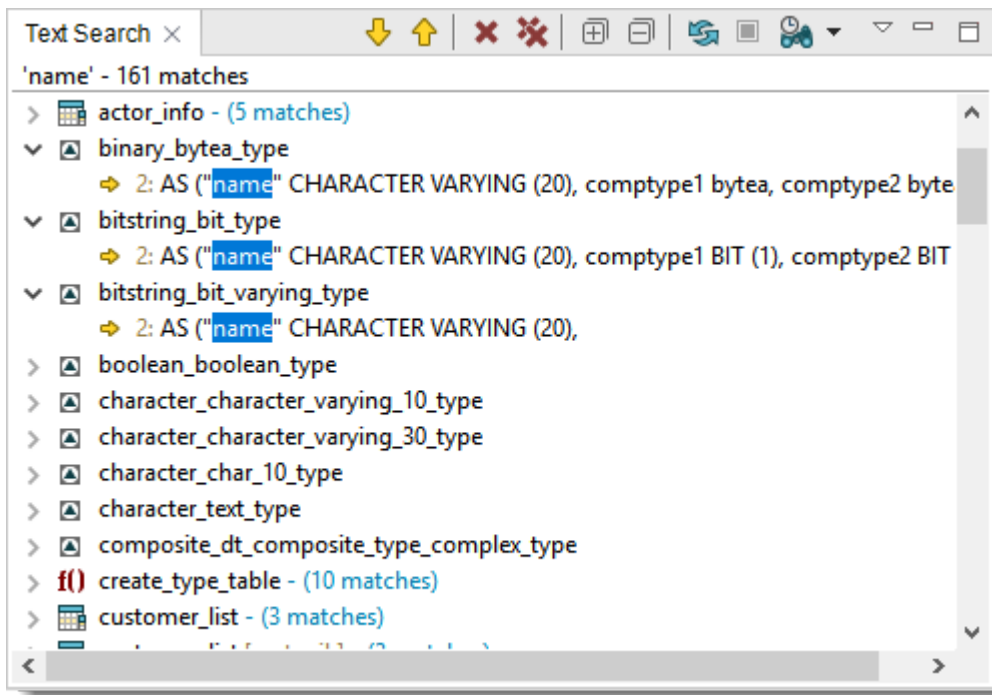 Text Search
'name' - 161 matches
actor_info - (5 matches)
binary_bytea_type
2: AS ("name" CHARACTER VARYING (20), comptype1 bytea, comptype2 byte
bitstring_bit_type
2: AS ("name" CHARACTER VARYING (20), comptype1 BIT (1), comptype2 BIT
bitstring_bit_varying_type
2: AS ("name" CHARACTER VARYING (20),
boolean_boolean_type
character_character_varying_10_type
character_character_varying_30_type
character_char_10_type
character_text_type
composite_dt_composite_type_complex_type
f() create_type_table - (10 matches)
customer_list - (3 matches)